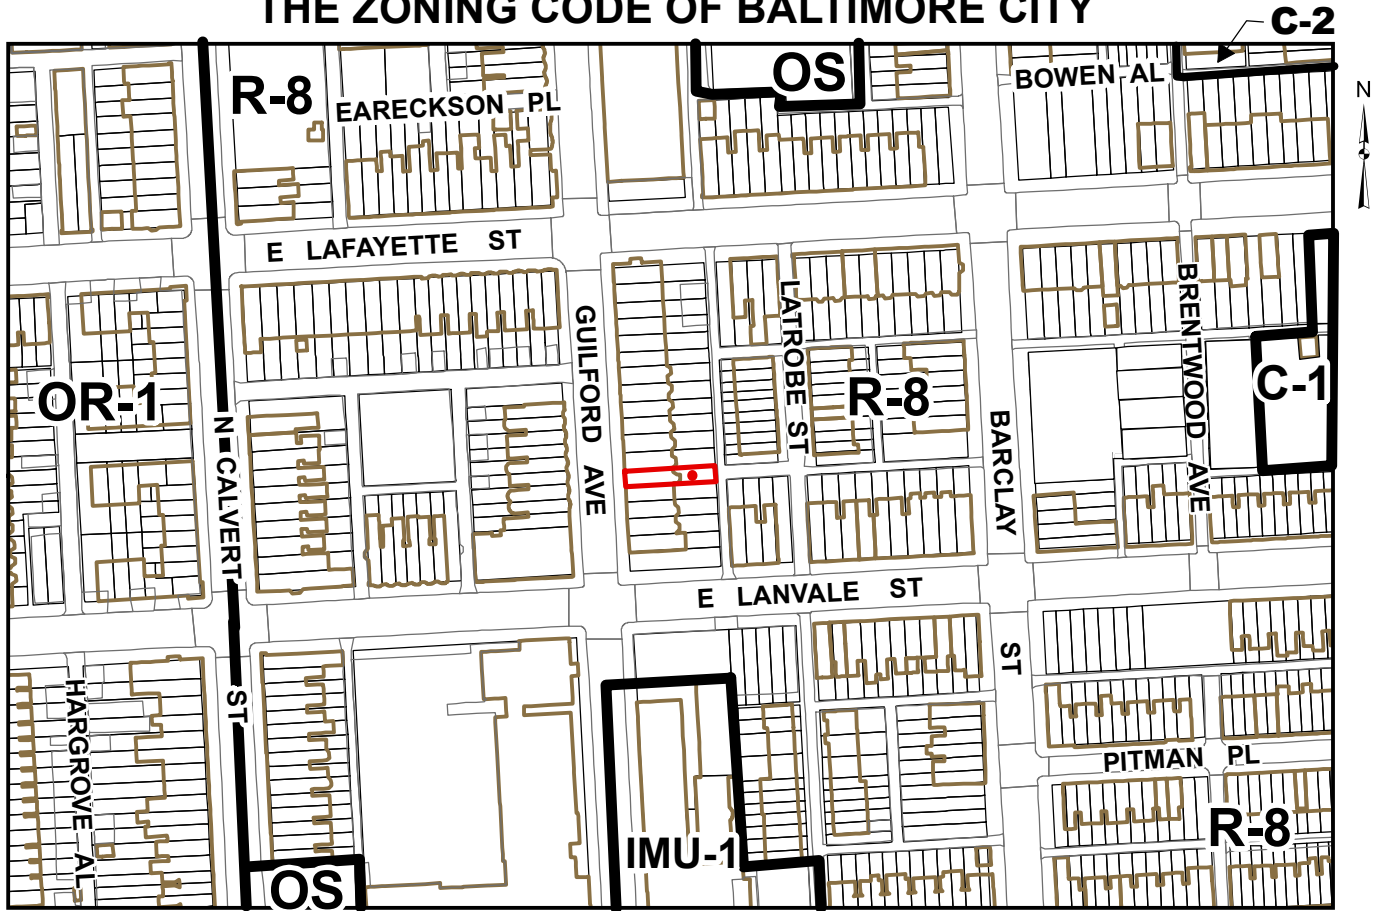 THE ZONING CODE OF BALTIMORE CITY
C-2
R-8
OS
BOWEN AL
N
EARECKSON PL
E LAFAYETTE ST
GUILFORD AVE
LATROBE ST
BRENTWOOD AVE
OR-1
R-8
C-1
N CALVERT ST
BARCLAY ST
E LANVALE ST
HARGROVE AL
PITMAN PL
IMU-1
R-8
OS